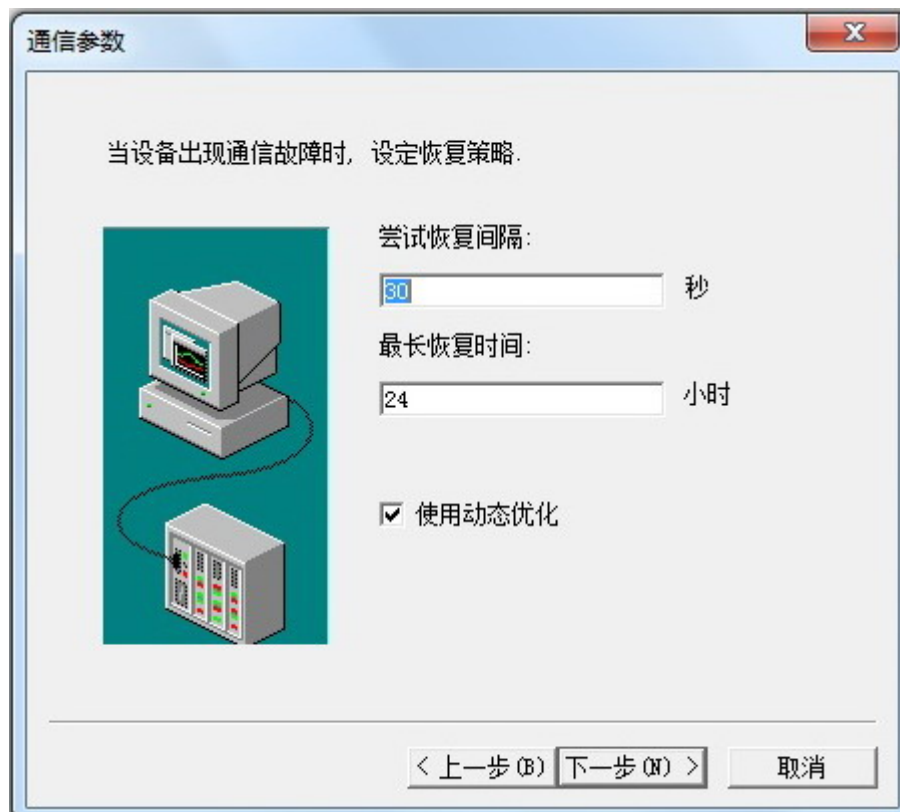 通信参数
当设备出现通信故障时, 设定恢复策略.
尝试恢复间隔:
30 秒
最长恢复时间:
24 小时
使用动态优化
< 上一步(B) 下一步(N) > 取消